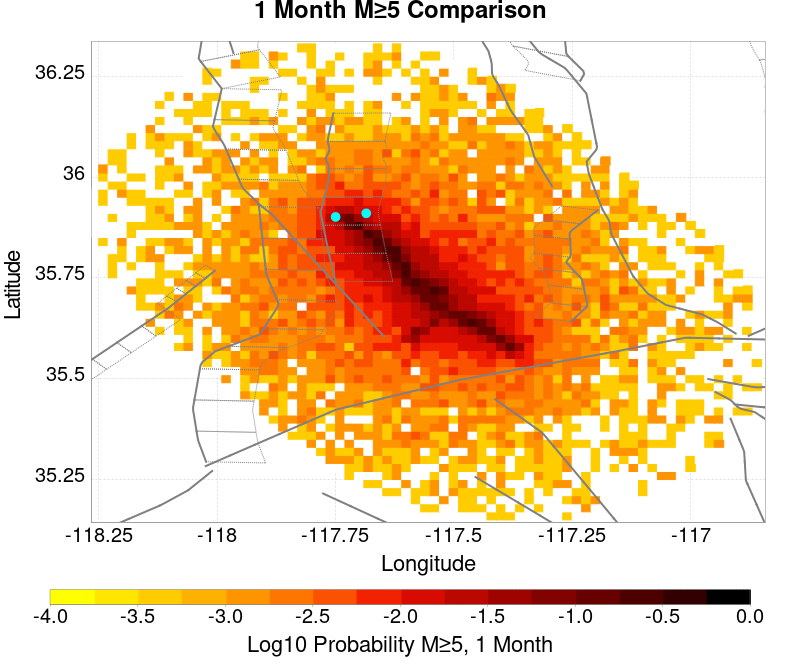 1 Month M≥5 Comparison
36.25
36
35.75
35.5
35.25
Latitude
-118.25 -118 -117.75 -117.5 -117.25 -117
Longitude
-4.0 -3.5 -3.0 -2.5 -2.0 -1.5 -1.0 -0.5 0.0
Log10 Probability M≥5, 1 Month